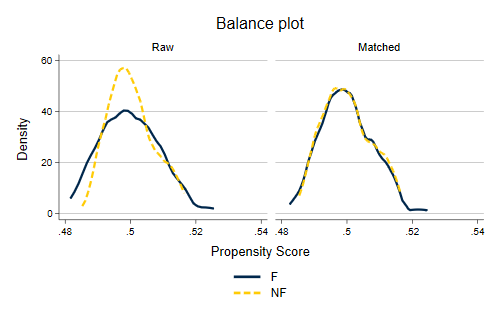 Balance plot
Raw Matched
60
40
20
0
Density
.48 .5 .52 .54 .48 .5 .52 .54
Propensity Score
F
NF